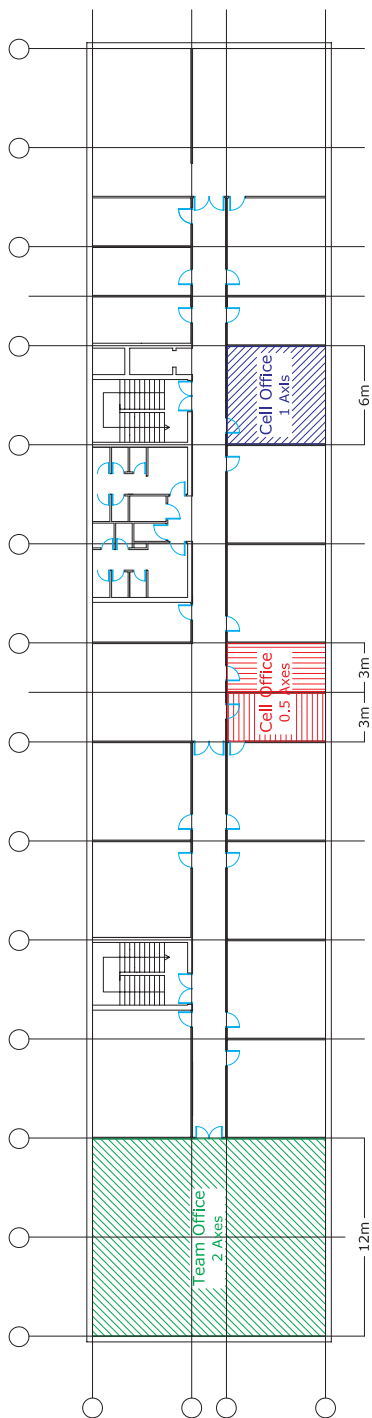 Cell Office
1 Axis
6m
Cell Office
0.5 Axes
3m
3m
Team Office
2 Axes
12m